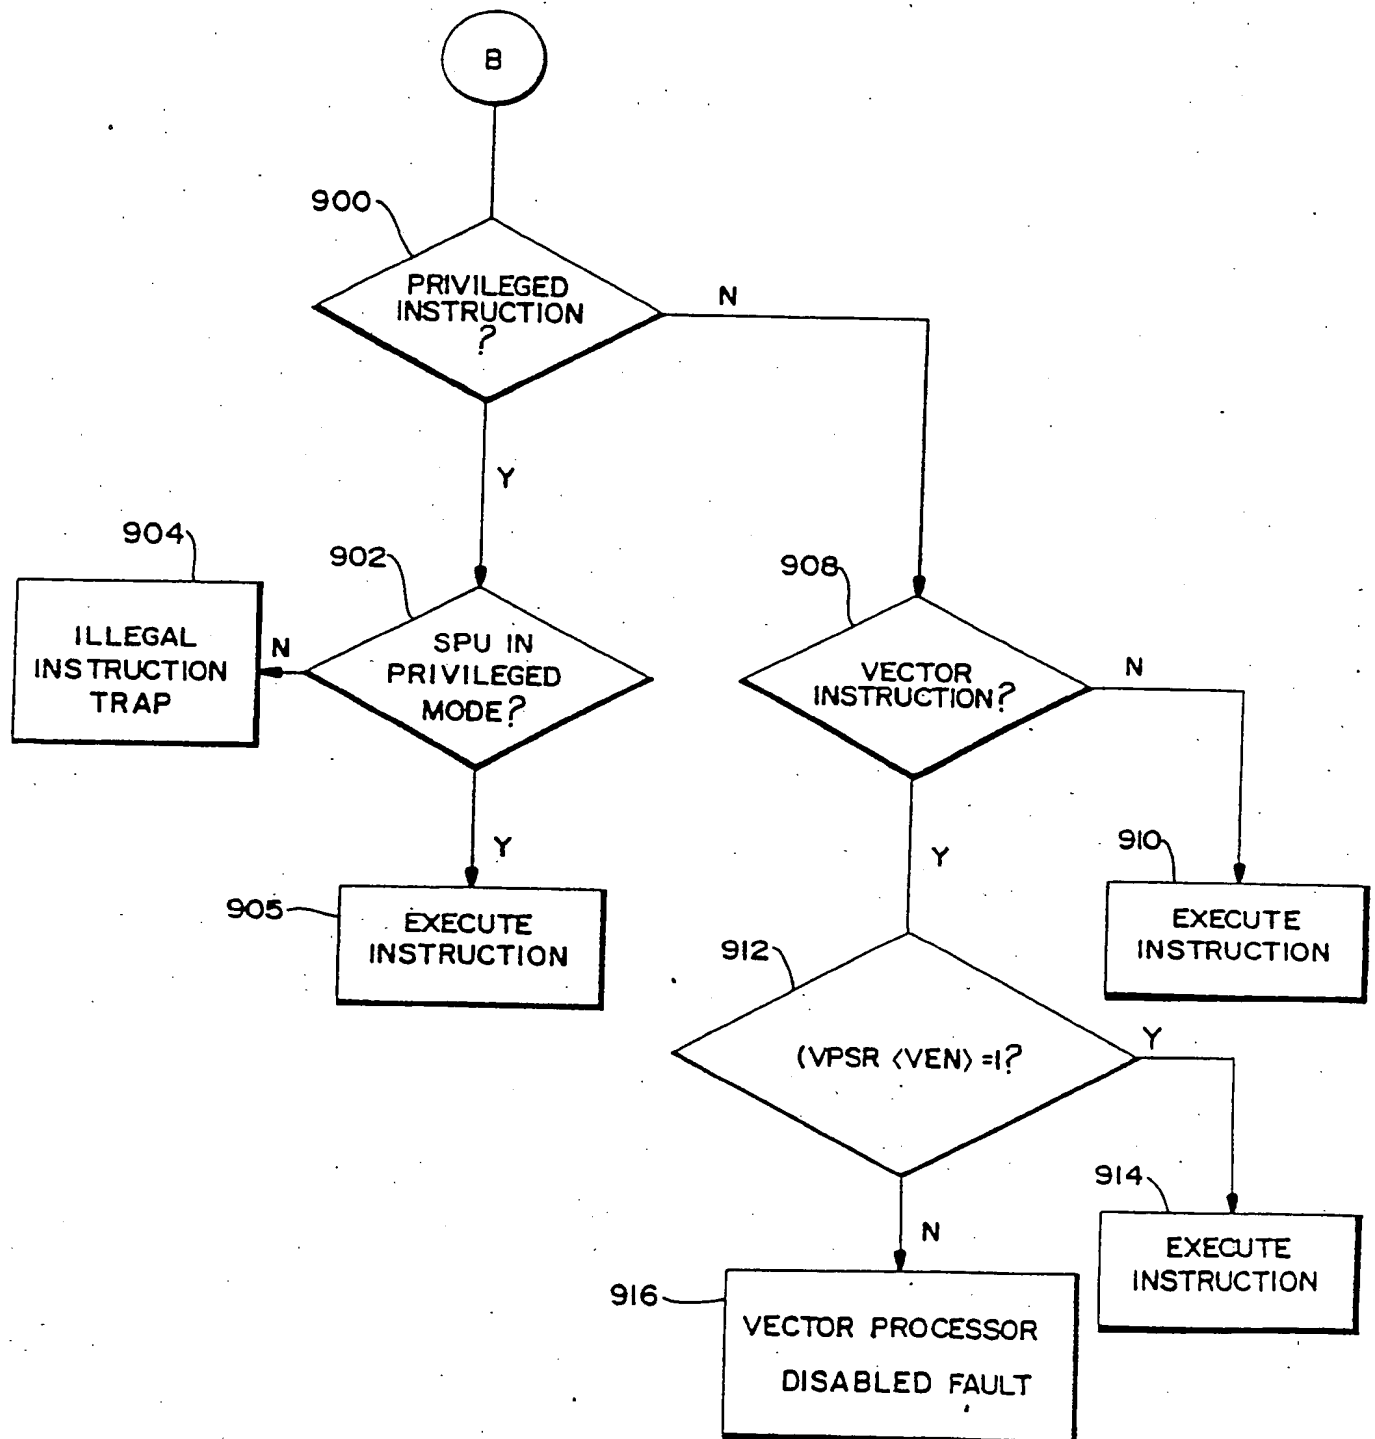 B
900
PRIVILEGED
INSTRUCTION
?
N
Y
904
902
908
ILLEGAL
INSTRUCTION
TRAP
N
SPU IN
PRIVILEGED
MODE?
VECTOR
INSTRUCTION?
N
Y
Y
910
905
EXECUTE
INSTRUCTION
EXECUTE
INSTRUCTION
912
(VPSR <VEN> =1?
Y
N
914
EXECUTE
INSTRUCTION
916
VECTOR PROCESSOR
DISABLED FAULT